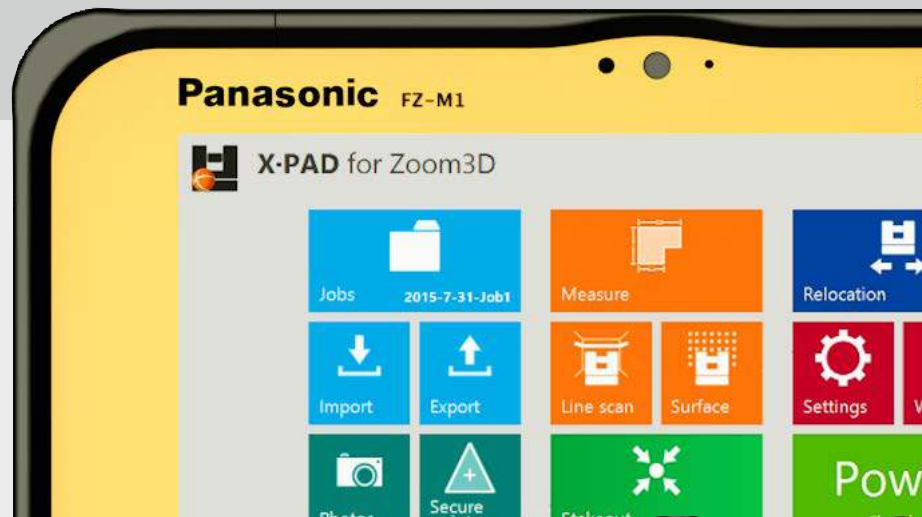 Panasonic FZ-M1
X-PAD for Zoom3D
Jobs 2015-7-31-Job1
Measure
Relocation
Import
Export
Line scan
Surface
Settings
Secure
Pow